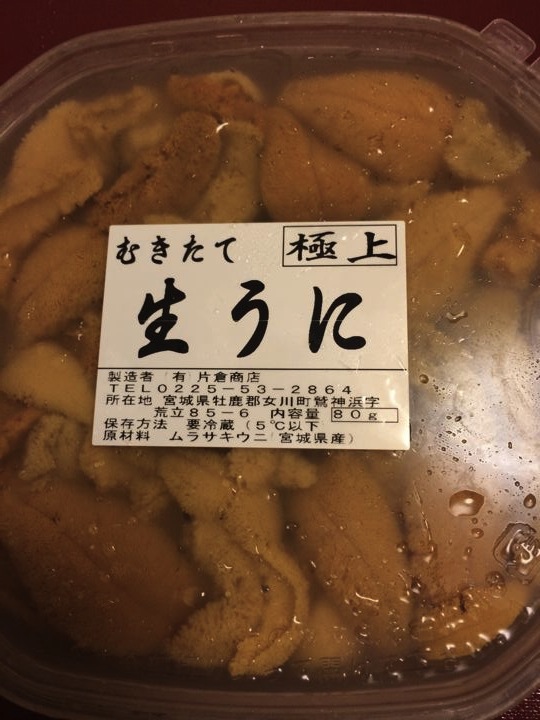 むきたて 極上
生うに
製造者 (有)片倉商店
TEL0225-53-2864
所在地 宮城県牡鹿郡女川町鷲神浜字
荒立85-6 内容量 80g
保存方法 要冷蔵(5℃以下
原材料 ムラサキウニ(宮城県産)